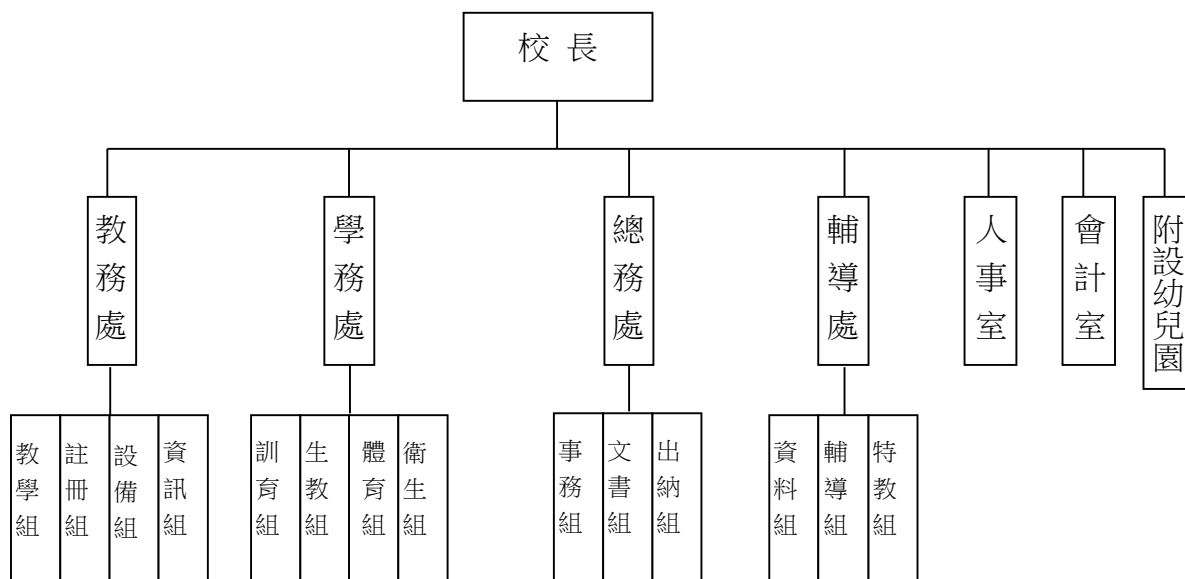 校長
教務處
學務處
總務處
輔導處
人事室
會計室
附設幼兒園
教學組
註冊組
設備組
資訊組
訓育組
生教組
體育組
衛生組
事務組
文書組
出納組
資料組
輔導組
特教組